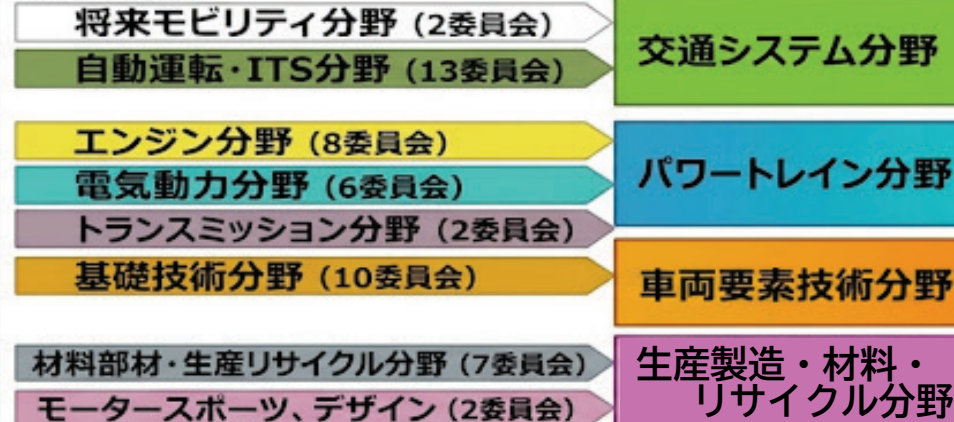 将来モビリティ分野（2委員会）
自動運転・ITS分野（13委員会）
交通システム分野
エンジン分野（8委員会）
電気動力分野（6委員会）
トランスミッション分野（2委員会）
パワートレイン分野
基礎技術分野（10委員会）
車両要素技術分野
材料部材・生産リサイクル分野（7委員会）
モータースポーツ、デザイン（2委員会）
生産製造・材料・
リサイクル分野